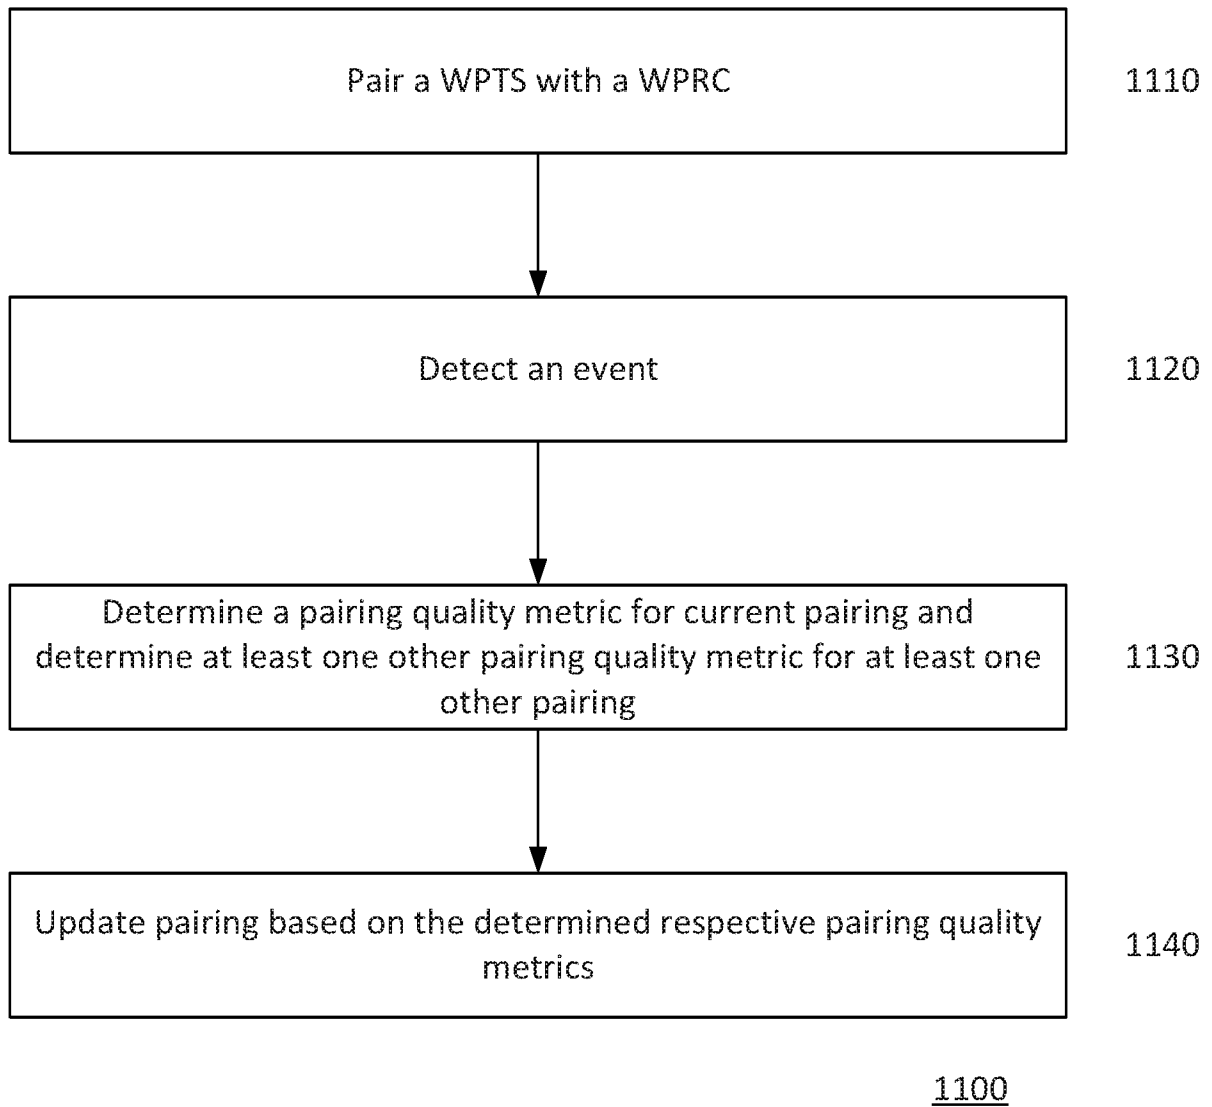 Pair a WPTS with a WPRC
1110
Detect an event
1120
Determine a pairing quality metric for current pairing and
determine at least one other pairing quality metric for at least one
other pairing
1130
Update pairing based on the determined respective pairing quality
metrics
1140
1100